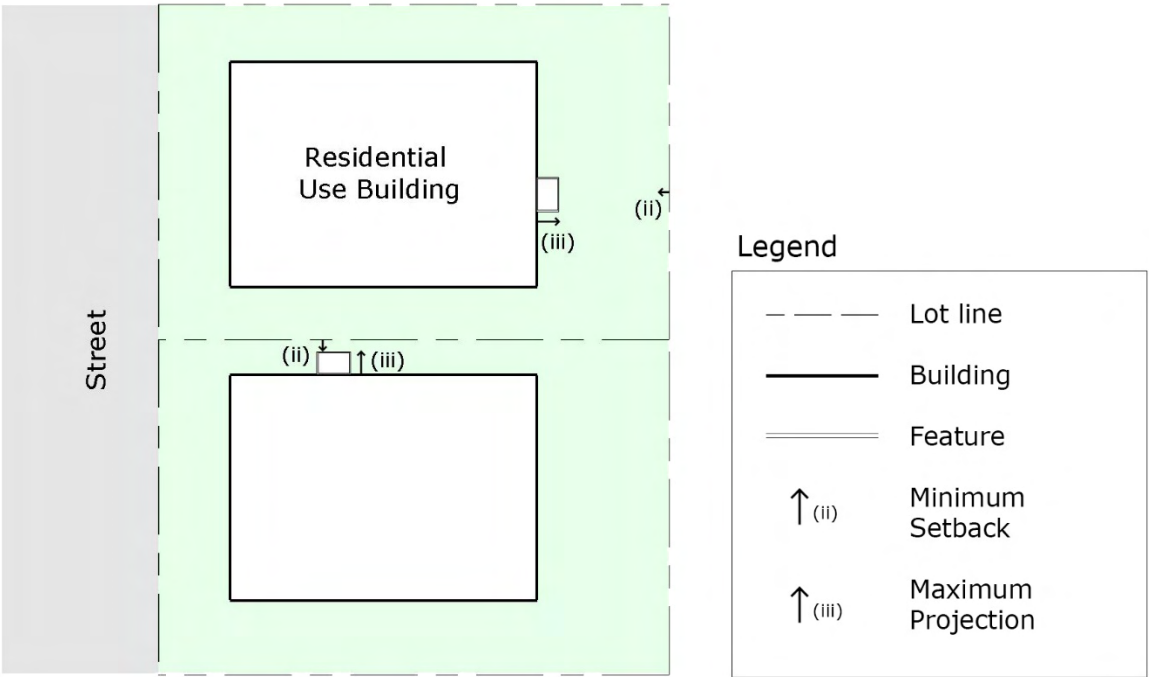 Residential
Use Building
(ii)
(iii)
Street
(ii)
(iii)
Legend
Lot line
Building
Feature
(ii)
Minimum
Setback
(iii)
Maximum
Projection